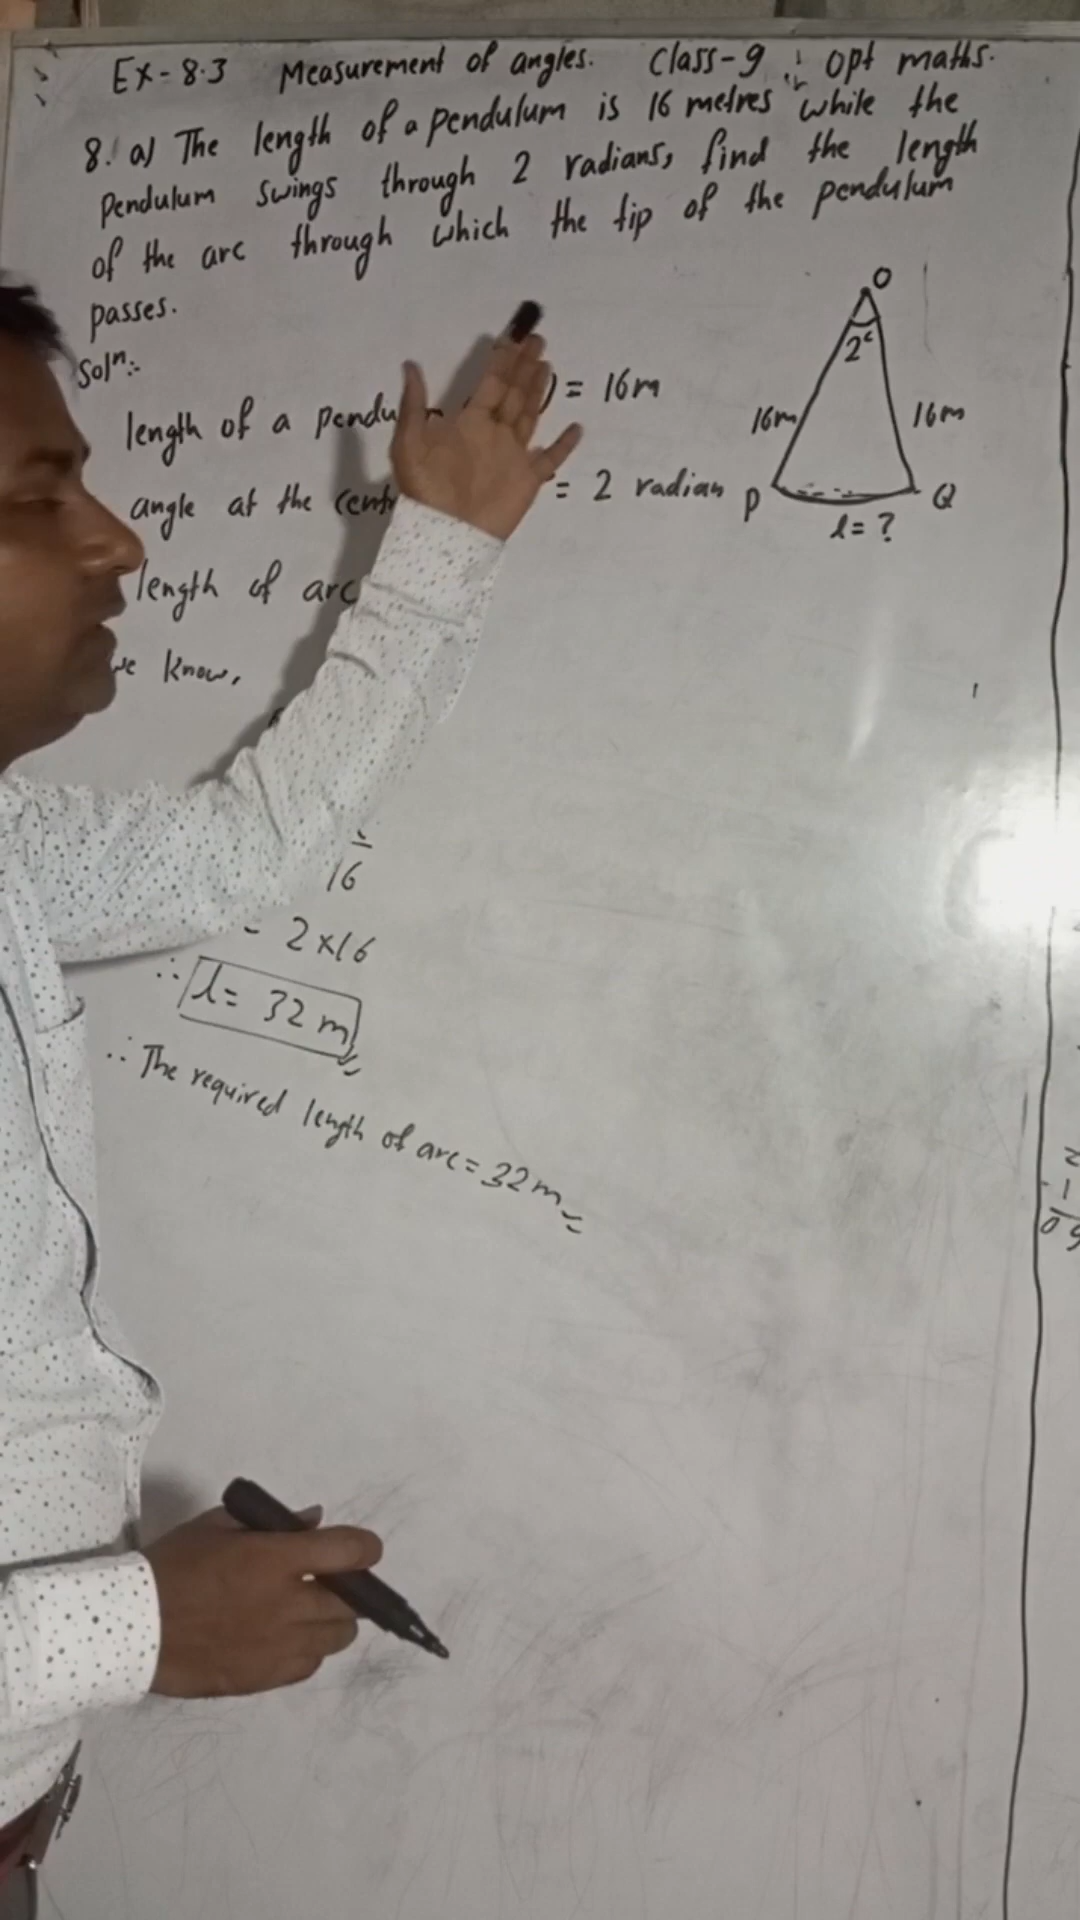 Ex-8.3 Measurement of angles. Class-9 opt maths.
8. a) The length of a pendulum is 16 metres while the
Pendulum swings through 2 radians, find the length
of the arc through which the tip of the pendulum
passes.
Solⁿ:
length of a pendu ) = 16m
angle at the cent = 2 radian
length of arc
we know,
16
= 2×16
∴ l = 32 m
∴ The required length of arc = 32m
O
2ᶜ
16m 16m
P Q
l = ?